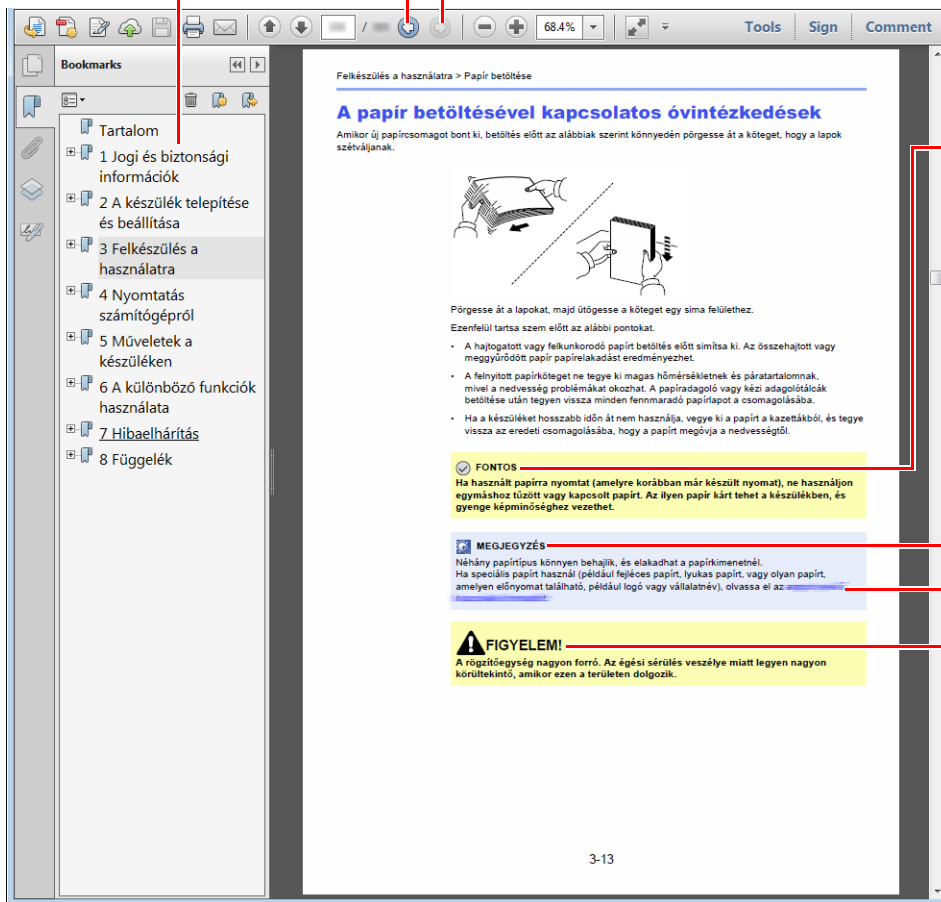 /
68.4%
Tools
Sign
Comment
Bookmarks
Tartalom
1 Jogi és biztonsági
információk
2 A készülék telepítése
és beállítása
3 Felkészülés a
használatra
4 Nyomtatás
számítógépről
5 Műveletek a
készüléken
6 A különböző funkciók
használata
7 Hibaelhárítás
8 Függelék
Felkészülés a használatra > Papír betöltése
A papír betöltésével kapcsolatos óvintézkedések
Amikor új papírcsomagot bont ki, betöltés előtt az alábbiak szerint könnyedén pörgesse át a köteget, hogy a lapok
szétváljanak.
Pörgesse át a lapokat, majd ütögesse a köteget egy sima felülethez.
Ezenfelül tartsa szem előtt az alábbi pontokat.
• A hajtogatott vagy felkunkorodó papírt betöltés előtt simítsa ki. Az összehajtott vagy
meggyűrődött papír papírelakadást eredményezhet.
• A felnyitott papírköteget ne tegye ki magas hőmérsékletnek és páratartalomnak,
mivel a nedvesség problémákat okozhat. A papíradagoló vagy kézi adagolótálcák
betöltése után tegyen vissza minden fennmaradó papírlapot a csomagolásába.
• Ha a készüléket hosszabb időn át nem használja, vegye ki a papírt a kazettákból, és tegye
vissza az eredeti csomagolásába, hogy a papírt megóvja a nedvességtől.
FONTOS
Ha használt papírra nyomtat (amelyre korábban már készült nyomat), ne használjon
egymáshoz tűzött vagy kapcsolt papírt. Az ilyen papír kárt tehet a készülékben, és
gyenge képminőséghez vezethet.
MEGJEGYZÉS
Néhány papírtípus könnyen behajlik, és elakadhat a papírkimenetnél.
Ha speciális papírt használ (például fejléces papírt, lyukas papírt, vagy olyan papírt,
amelyen előnyomat található, például logó vagy vállalatnév), olvassa el az
FIGYELEM!
A rögzítőegység nagyon forró. Az égési sérülés veszélye miatt legyen nagyon
körültekintő, amikor ezen a területen dolgozik.
3-13